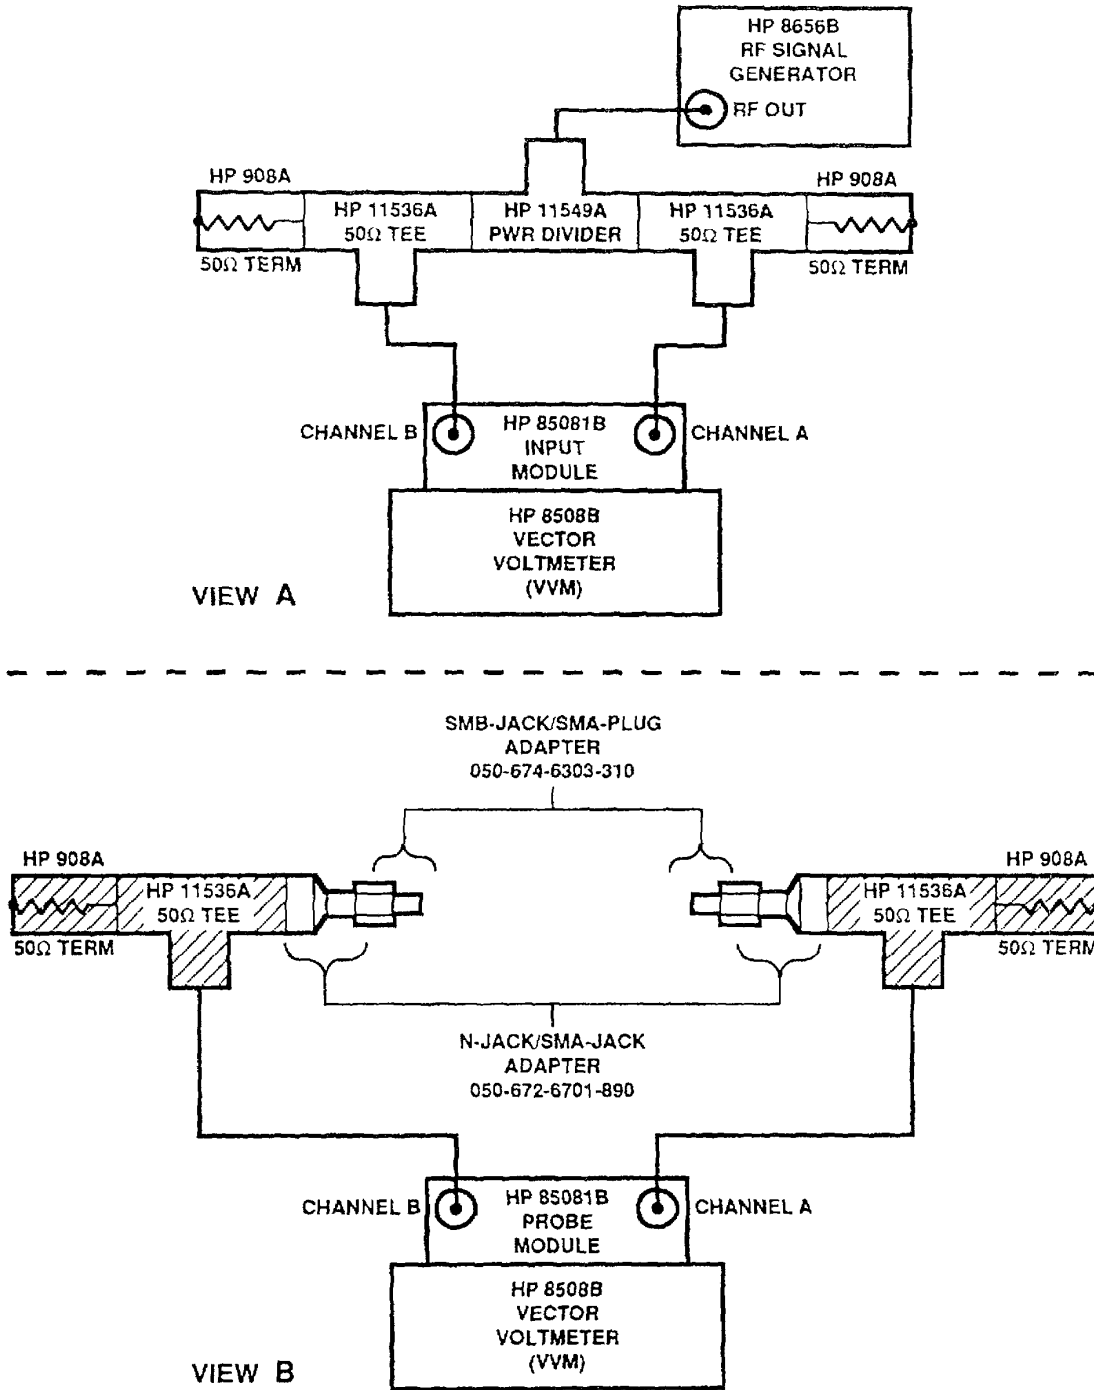 HP 8656B
RF SIGNAL
GENERATOR
RF OUT
HP 908A
HP 908A
HP 11536A
50Ω TEE
HP 11549A
PWR DIVIDER
HP 11536A
50Ω TEE
50Ω TERM
50Ω TERM
CHANNEL B
HP 85081B
INPUT
MODULE
CHANNEL A
HP 8508B
VECTOR
VOLTMETER
(VVM)
VIEW A
SMB-JACK/SMA-PLUG
ADAPTER
050-674-6303-310
HP 908A
HP 908A
HP 11536A
50Ω TEE
HP 11536A
50Ω TEE
50Ω TERM
50Ω TERM
N-JACK/SMA-JACK
ADAPTER
050-672-6701-890
CHANNEL B
HP 85081B
PROBE
MODULE
CHANNEL A
HP 8508B
VECTOR
VOLTMETER
(VVM)
VIEW B